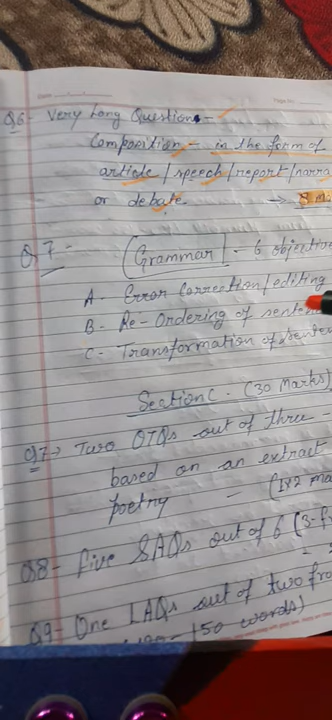 Q6- Very Long Questions-
Composition - in the form of
article / speech / report / narra
or debate → 8 ma
Q7- Grammar - 6 objective
A- Error correction/editing
B- Re-Ordering of senten
C- Transformation of senten
Section C. (30 Marks)
Q7→ Two OTQs out of three
based on an extract
poetry - (1x2 ma
Q8- five SAQs out of 6 (3-f
Q9- One LAQs out of two fro
150 words)